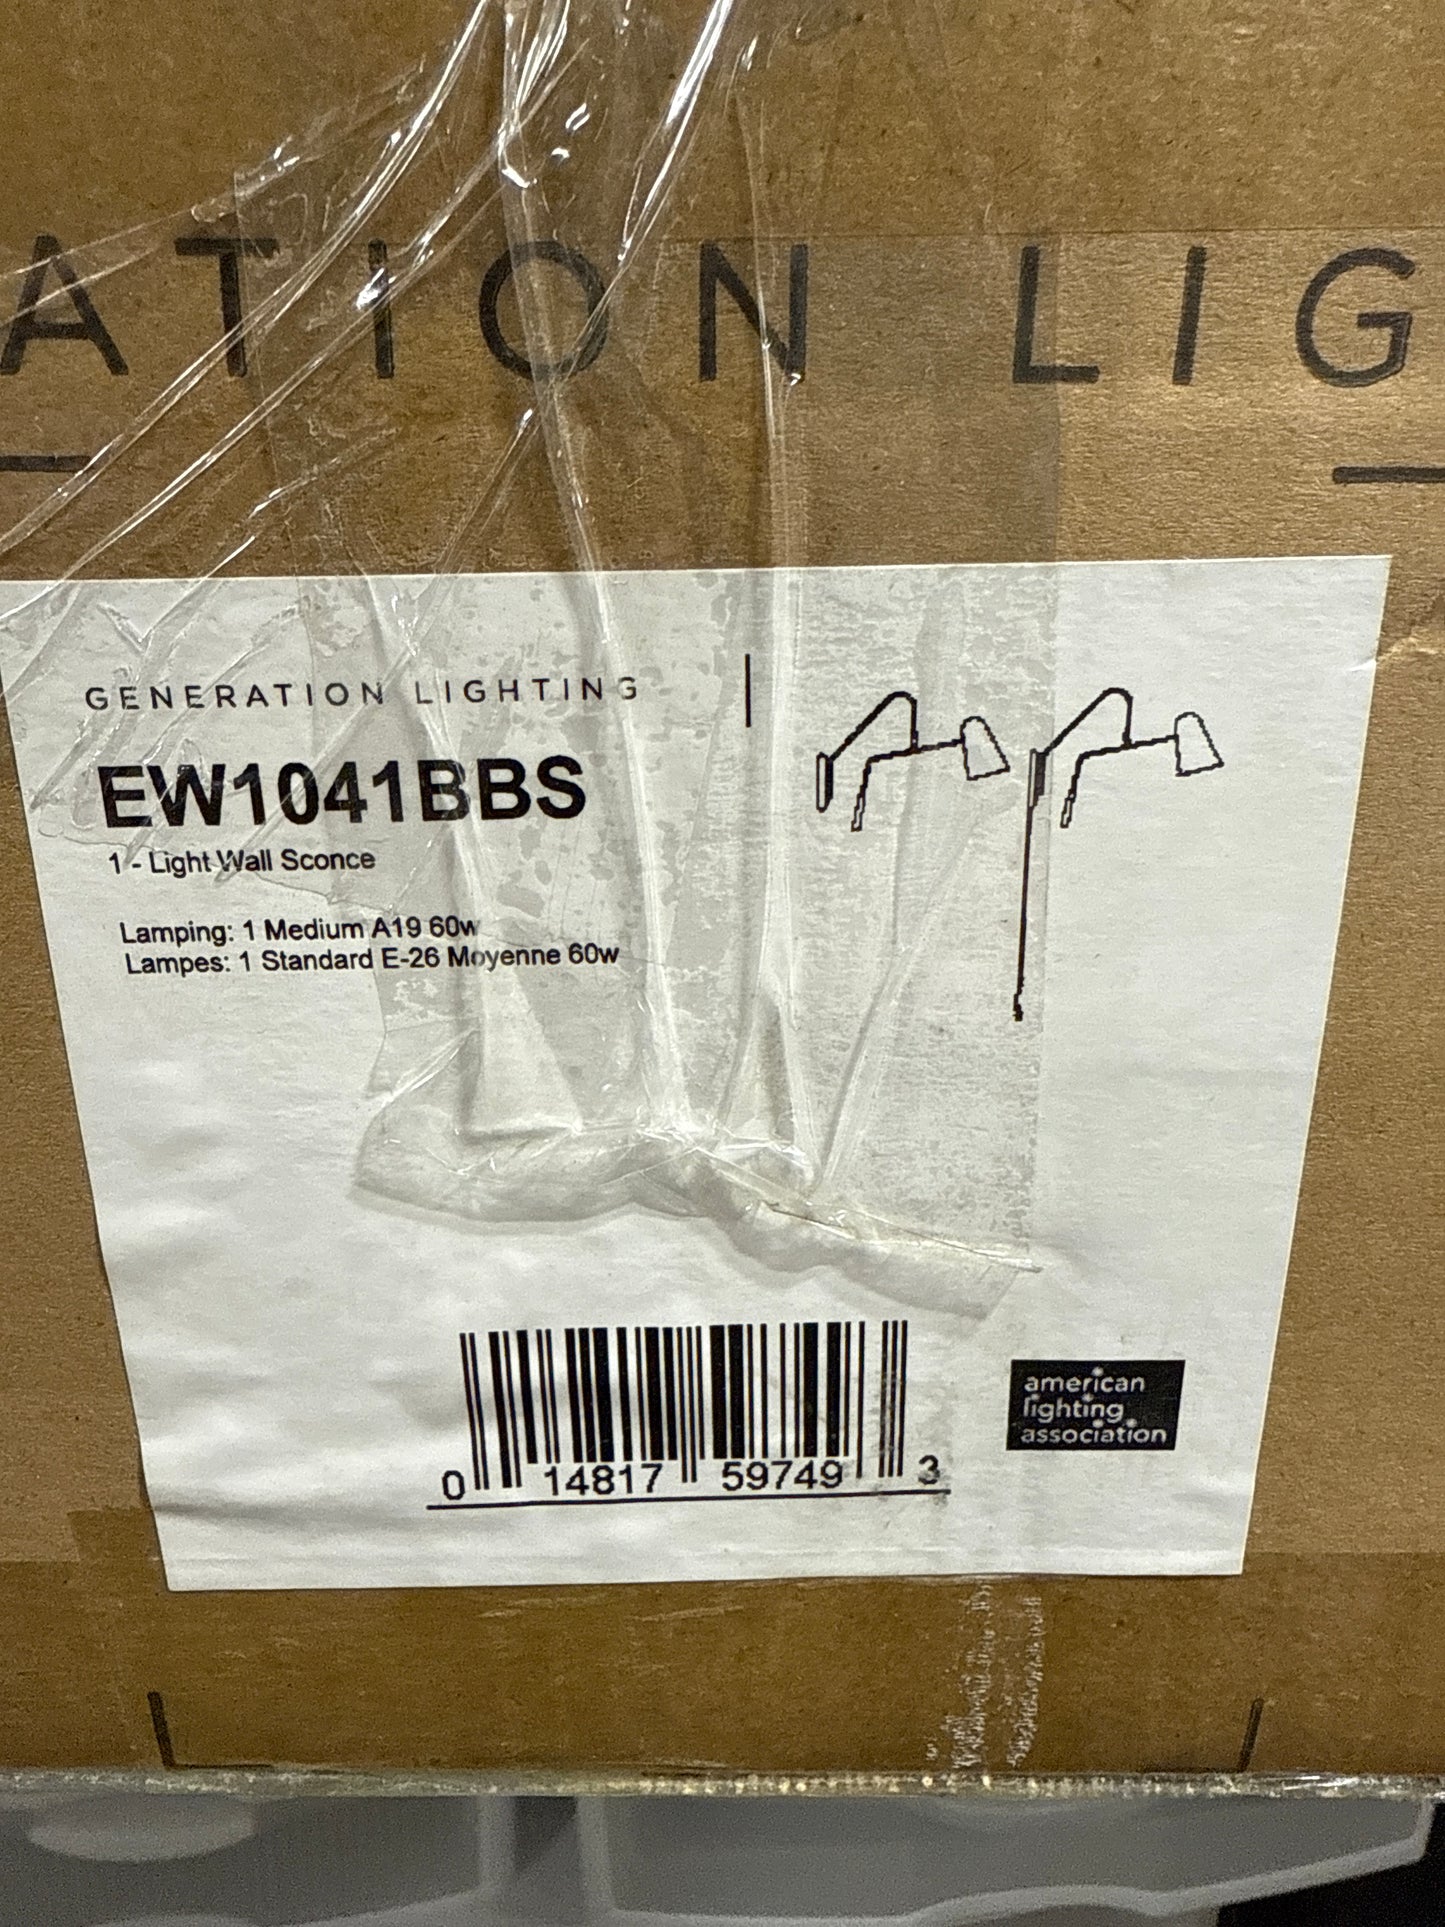 ATION LIG
GENERATION LIGHTING
EW1041BBS
1 - Light Wall Sconce
Lamping: 1 Medium A19 60w
Lampes: 1 Standard E-26 Moyenne 60w
0 14817 59749 3
american
lighting
association